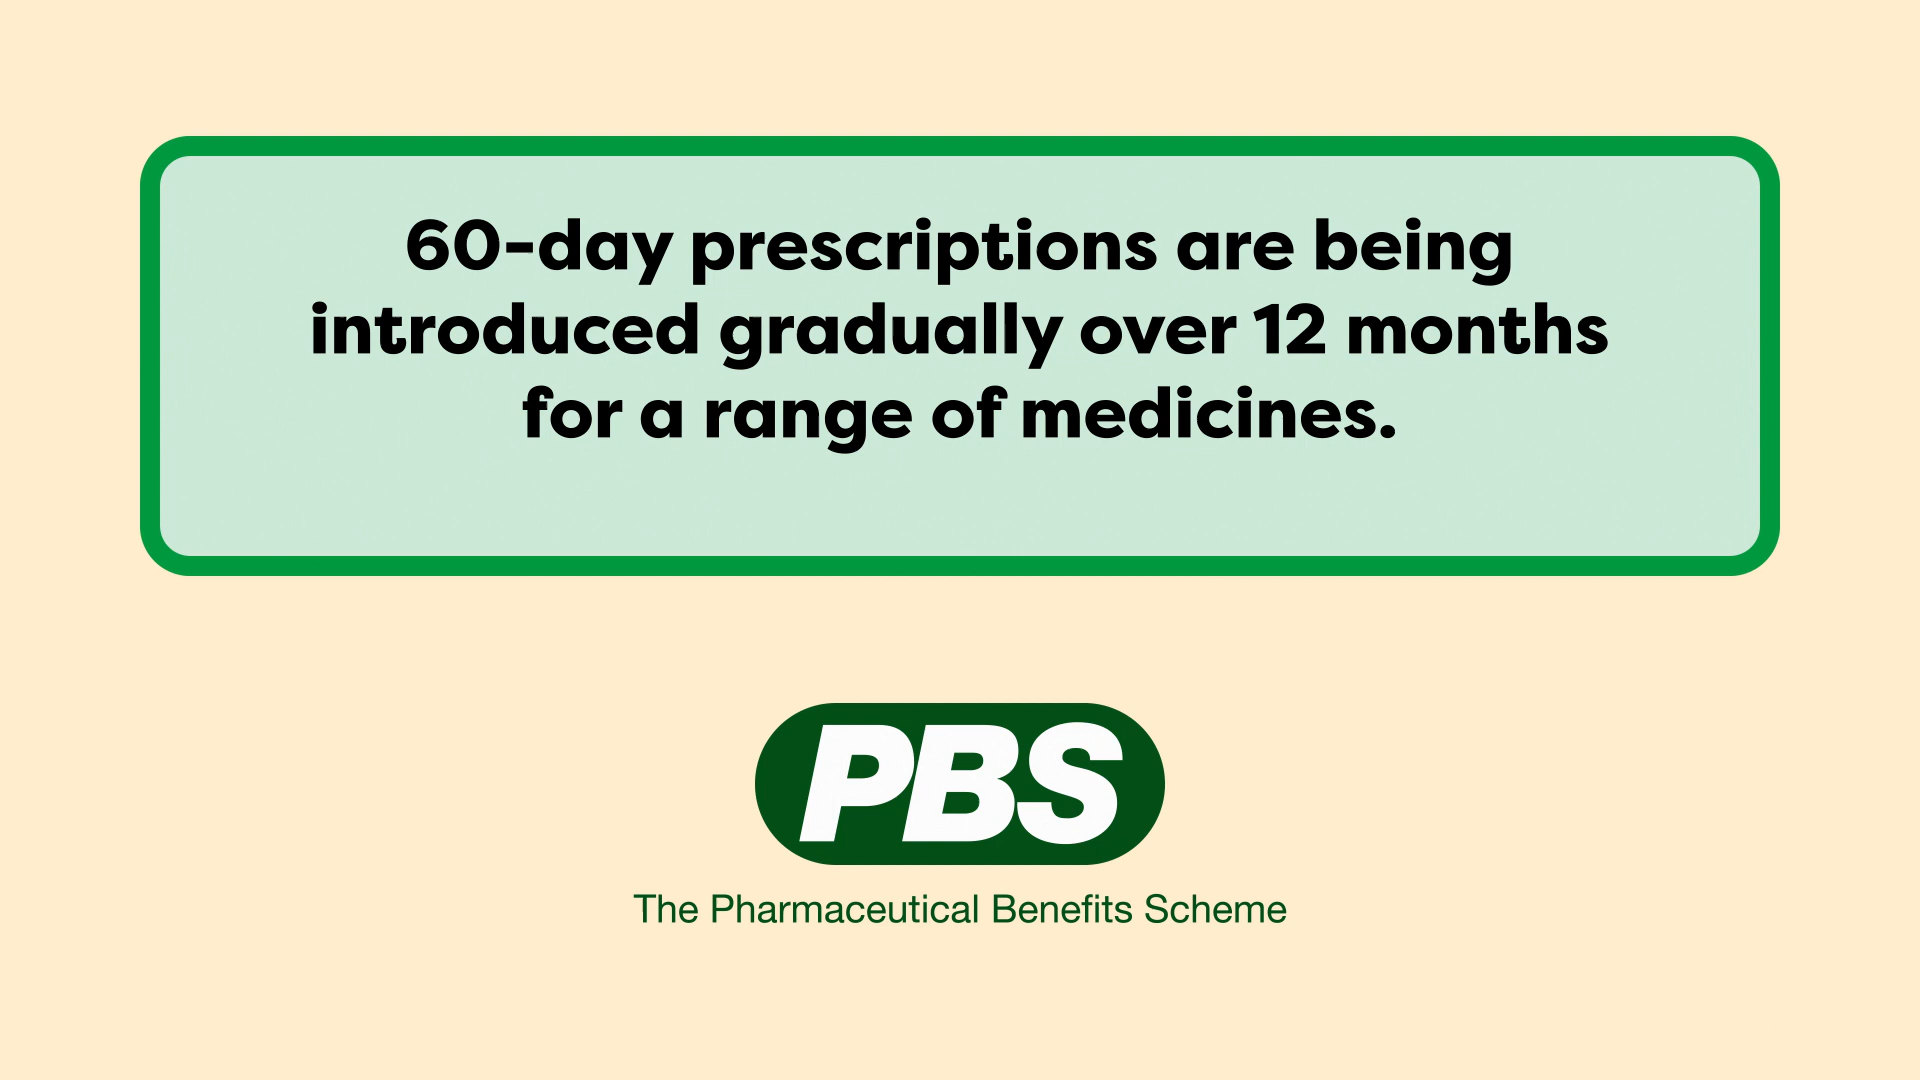 60-day prescriptions are being
introduced gradually over 12 months
for a range of medicines.
PBS
The Pharmaceutical Benefits Scheme